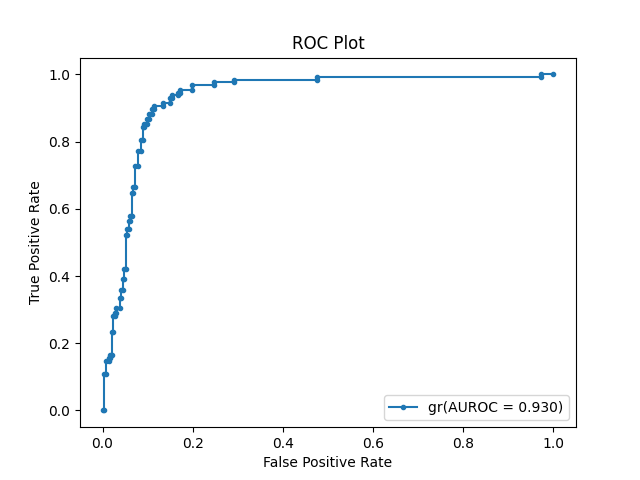 ROC Plot
True Positive Rate
1.0
0.8
0.6
0.4
0.2
0.0
0.0 0.2 0.4 0.6 0.8 1.0
False Positive Rate
gr(AUROC = 0.930)